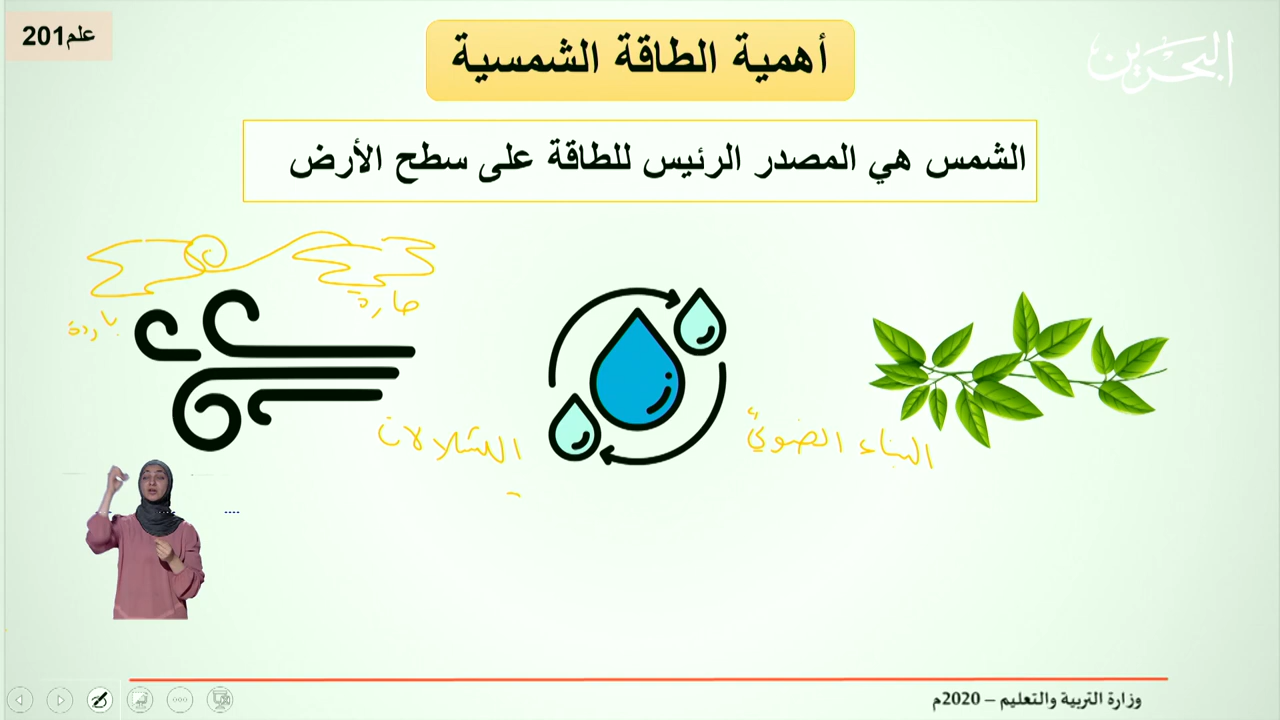 علم201
أهمية الطاقة الشمسية
البحرين
الشمس هي المصدر الرئيس للطاقة على سطح الأرض
حارة
باردة
البناء الضوئي
الشلالات
وزارة التربية والتعليم – 2020م